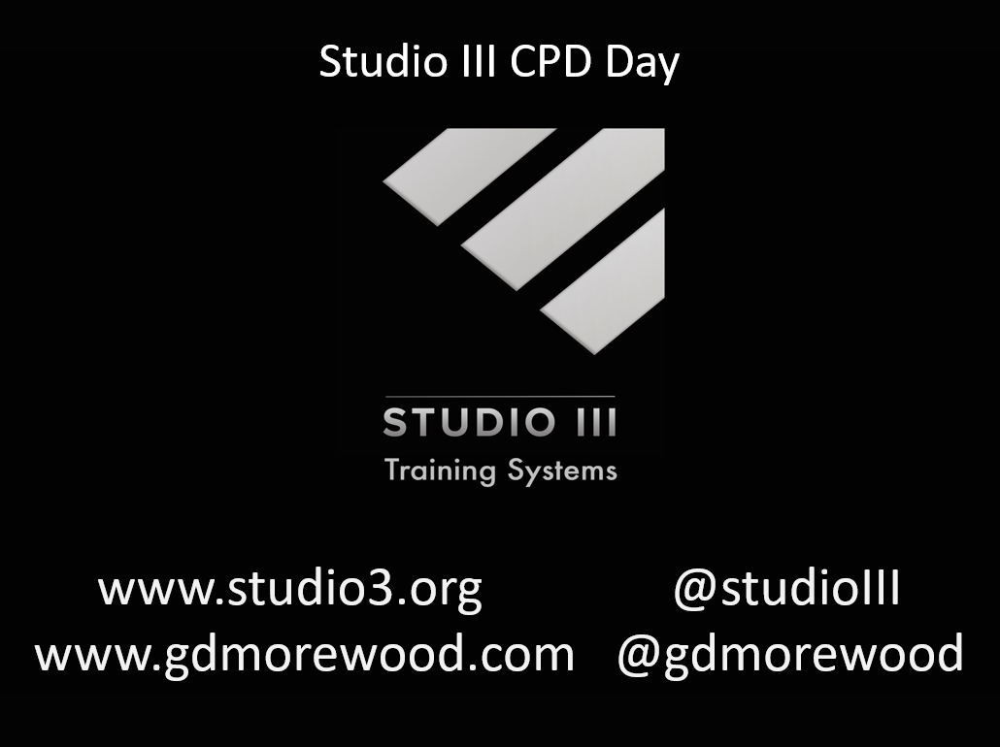 Studio III CPD Day
STUDIO III
Training Systems
www.studio3.org @studioIII
www.gdmorewood.com @gdmorewood